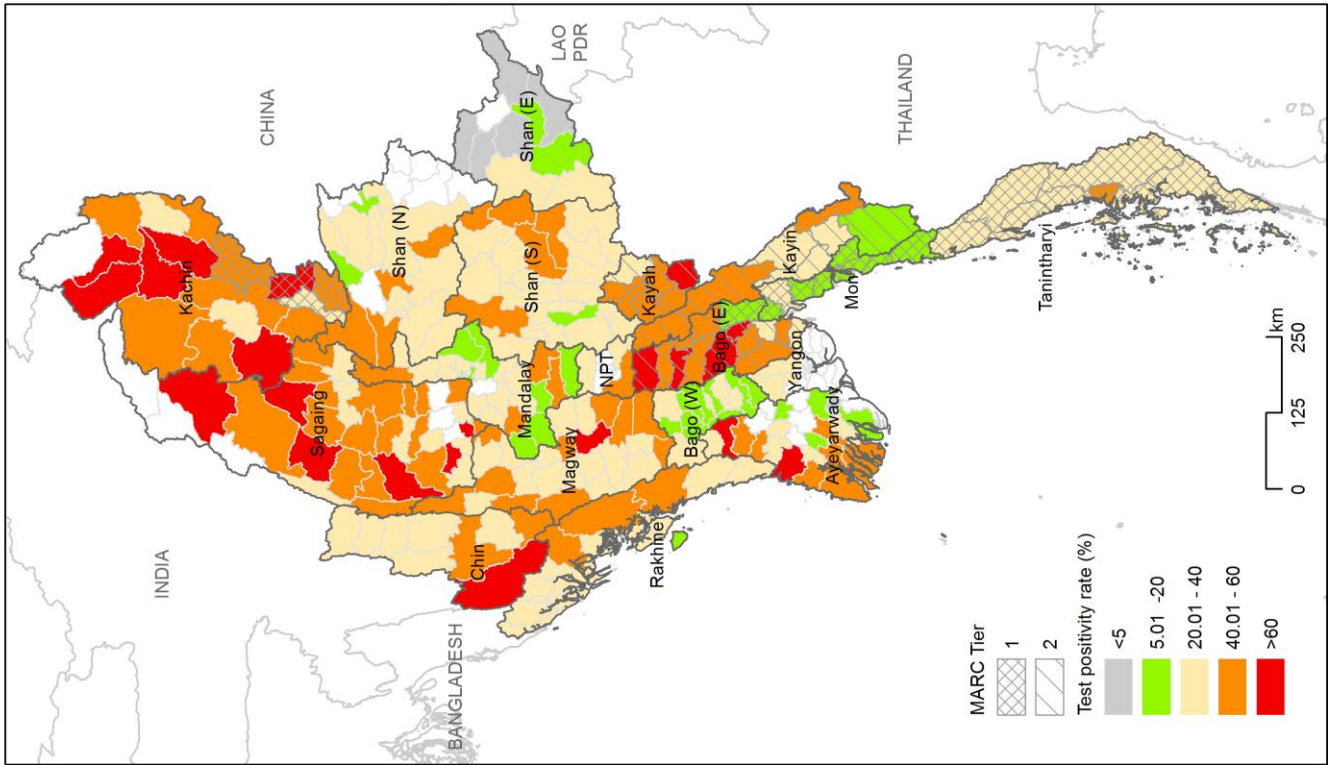 INDIA
CHINA
BANGLADESH
LAO
PDR
THAILAND
Kachin
Sagaing
Shan (N)
Chin
Mandalay
Shan (S)
Shan (E)
Magway
NPT
Kayah
Rakhine
Bago (W)
Bago (E)
Yangon
Kayin
Mon
Ayeyarwady
Tanintharyi
MARC Tier
1
2
Test positivity rate (%)
<5
5.01 -20
20.01 - 40
40.01 - 60
>60
0 125 250
km